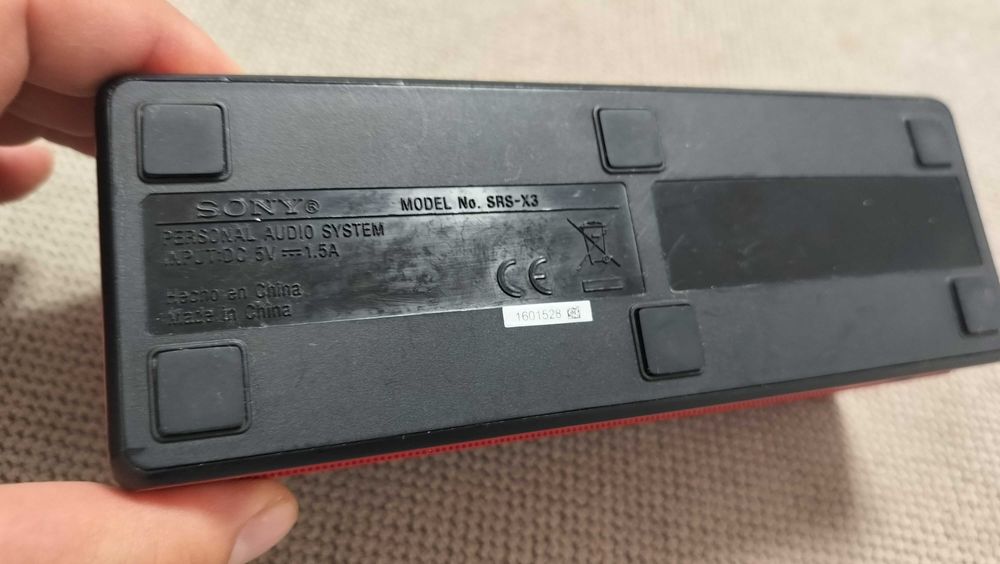 SONY® MODEL No. SRS-X3
PERSONAL AUDIO SYSTEM
INPUT:DC 5V ⎓ 1.5A
Hecho en China
Made in China
CE
1601528